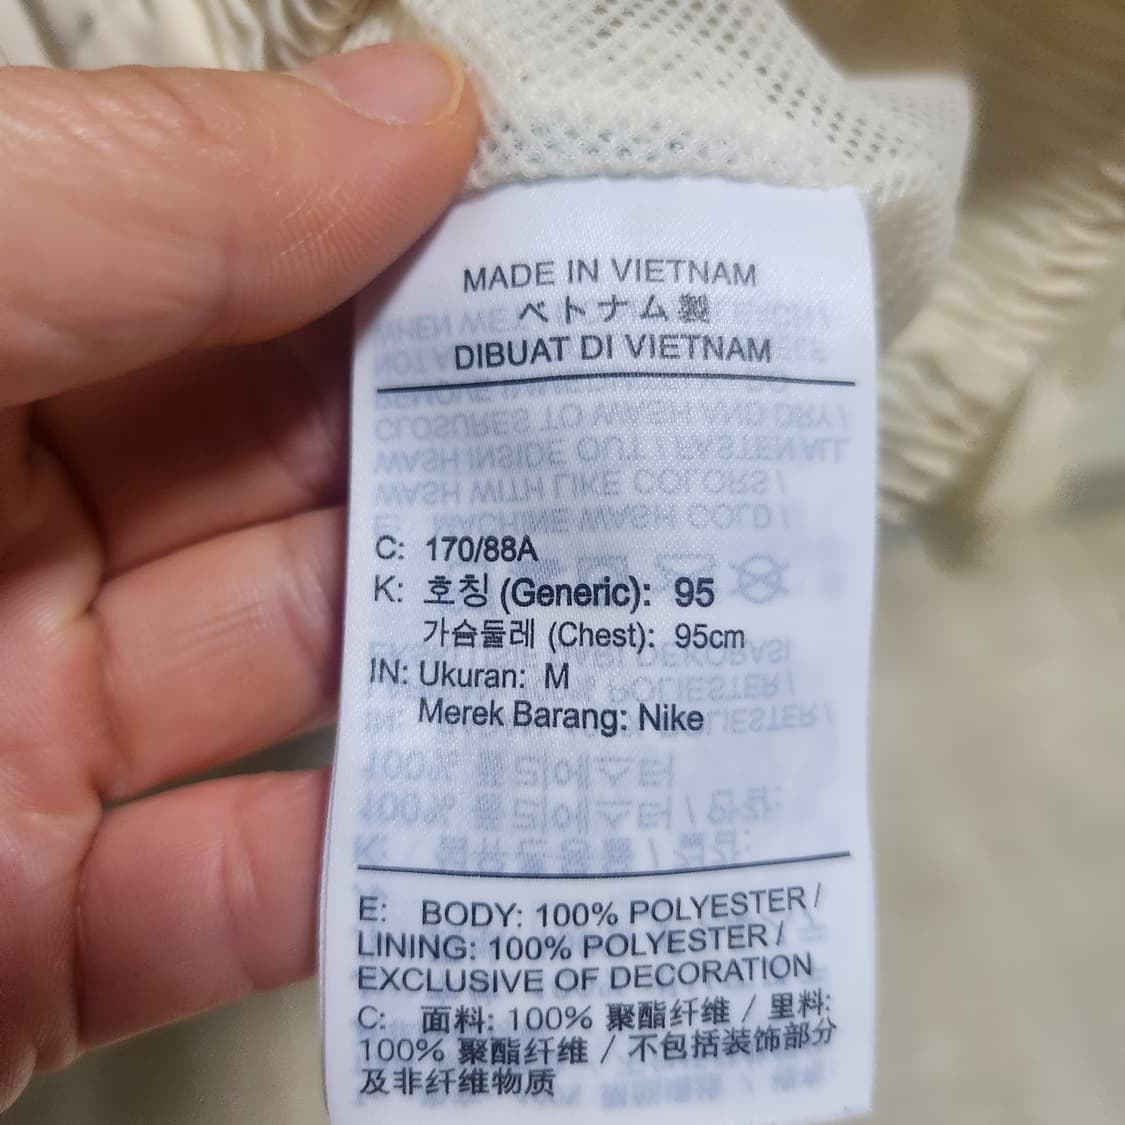 MADE IN VIETNAM
ベトナム製
DIBUAT DI VIETNAM
C: 170/88A
K: 호칭 (Generic): 95
가슴둘레 (Chest): 95cm
IN: Ukuran: M
Merek Barang: Nike
E: BODY: 100% POLYESTER /
LINING: 100% POLYESTER /
EXCLUSIVE OF DECORATION
C: 面料: 100% 聚酯纤维 / 里料:
100% 聚酯纤维 / 不包括装饰部分
及非纤维物质